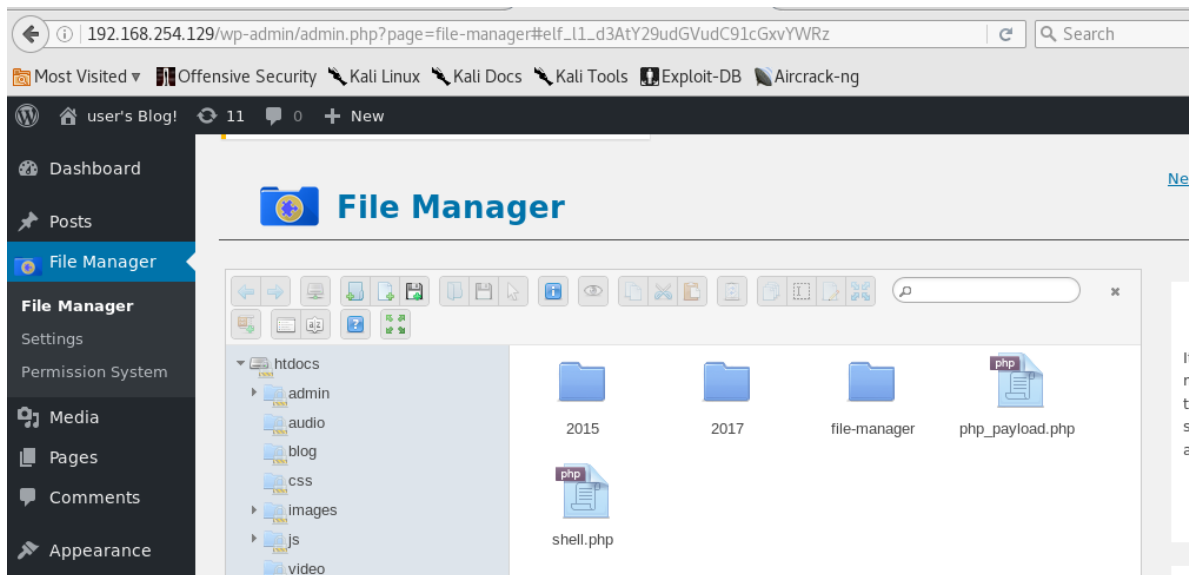 192.168.254.129/wp-admin/admin.php?page=file-manager#elf_l1_d3AtY29udGVudC91cGxvYWRz
Search
Most Visited Offensive Security Kali Linux Kali Docs Kali Tools Exploit-DB Aircrack-ng
user's Blog! 11 0 + New
Dashboard
Posts
File Manager
File Manager
Settings
Permission System
Media
Pages
Comments
Appearance
File Manager
htdocs
admin
audio
blog
css
images
js
video
2015
2017
file-manager
php
php_payload.php
php
shell.php